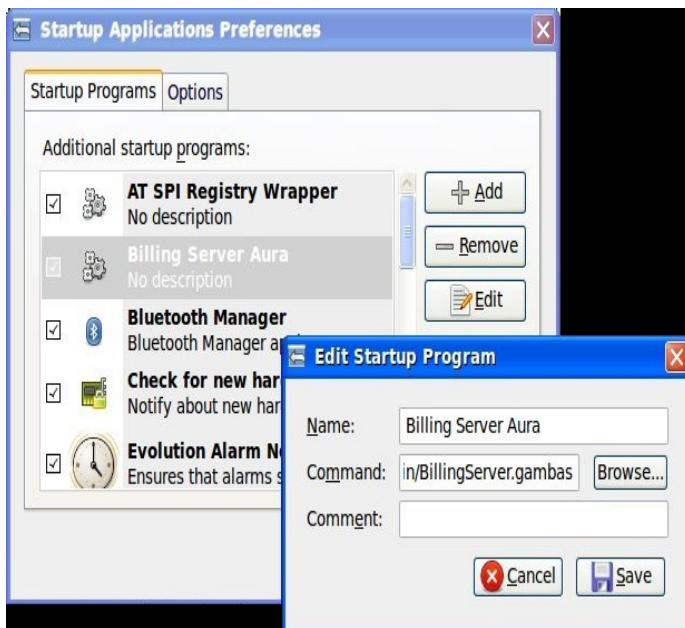 Startup Applications Preferences
Startup Programs Options
Additional startup programs:
AT SPI Registry Wrapper
No description
Billing Server Aura
No description
Bluetooth Manager
Bluetooth Manager
Check for new
Notify about new
Evolution Alarm
Ensures that alarms
Add
Remove
Edit
Edit Startup Program
Name: Billing Server Aura
Command: in/BillingServer.gambas Browse...
Comment:
Cancel Save